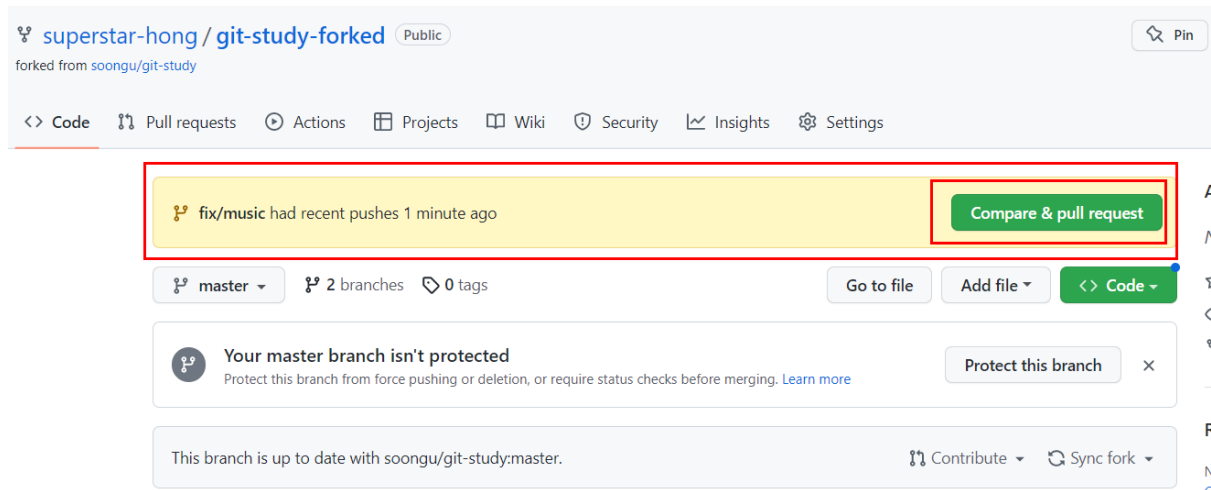 superstar-hong / git-study-forked Public Pin
forked from soongu/git-study
<> Code Pull requests Actions Projects Wiki Security Insights Settings
fix/music had recent pushes 1 minute ago Compare & pull request
master 2 branches 0 tags Go to file Add file <> Code
Your master branch isn't protected
Protect this branch from force pushing or deletion, or require status checks before merging. Learn more Protect this branch
This branch is up to date with soongu/git-study:master. Contribute Sync fork